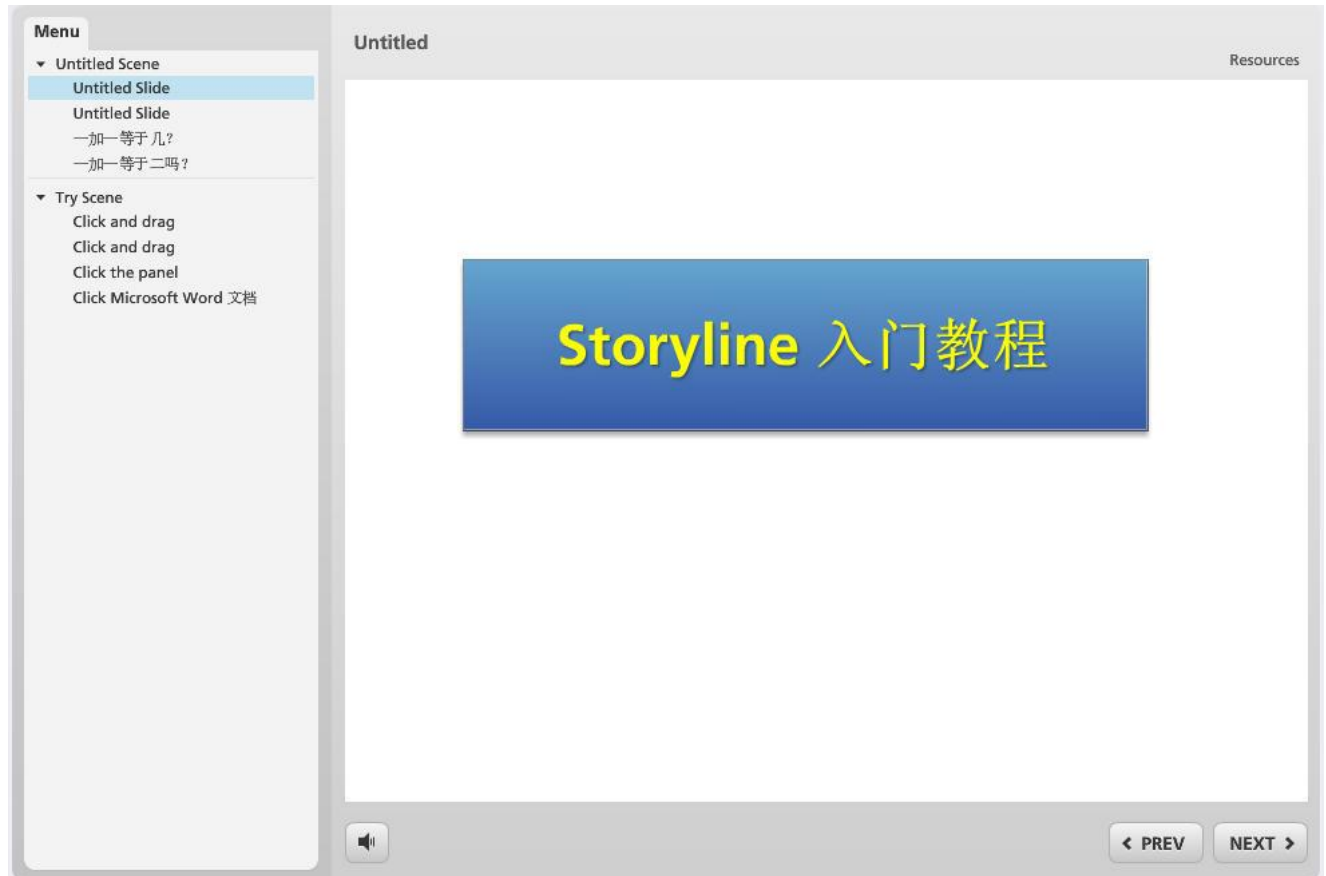 Menu
Untitled Scene
Untitled Slide
Untitled Slide
一加一等于几?
一加一等于二吗?
Try Scene
Click and drag
Click and drag
Click the panel
Click Microsoft Word 文档
Untitled
Resources
Storyline 入门教程
PREV
NEXT